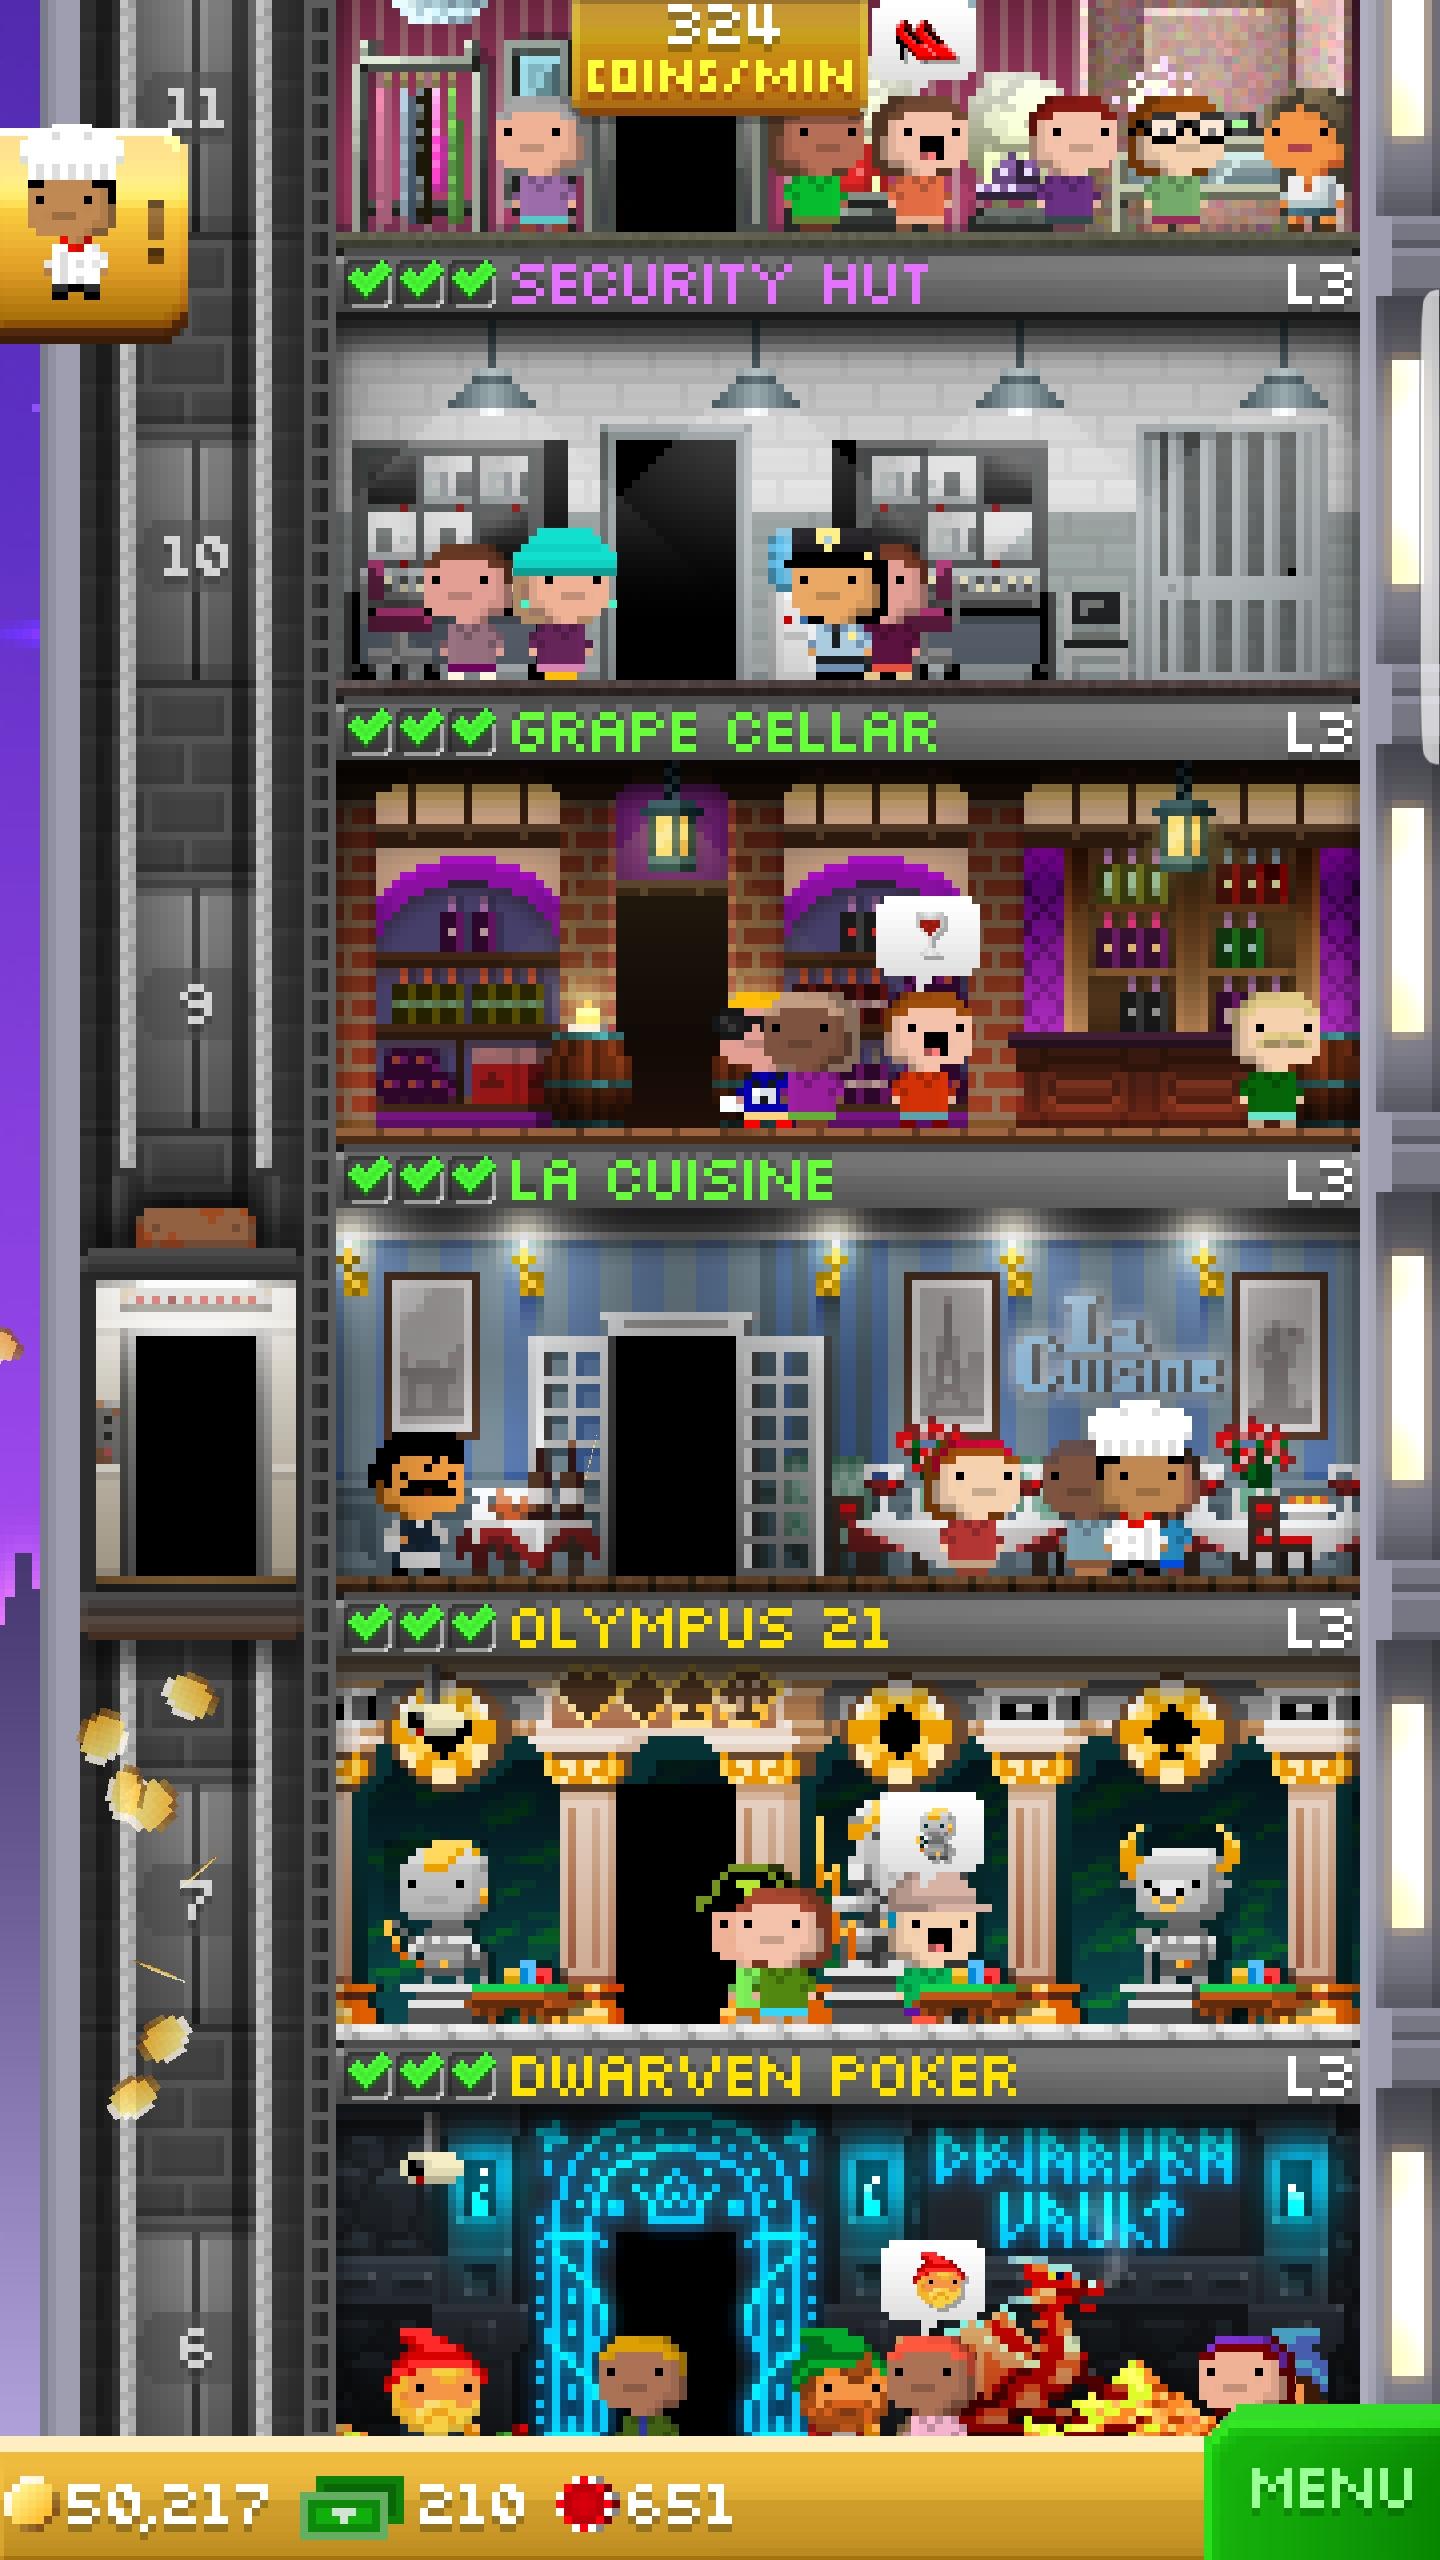 324
COINS/MIN
11
!
SECURITY HUT L3
10
GRAPE CELLAR L3
9
LA CUISINE L3
La
Cuisine
OLYMPUS 21 L3
7
DWARVEN POKER L3
DWARVEN
VAULT
6
50,217 210 651
MENU